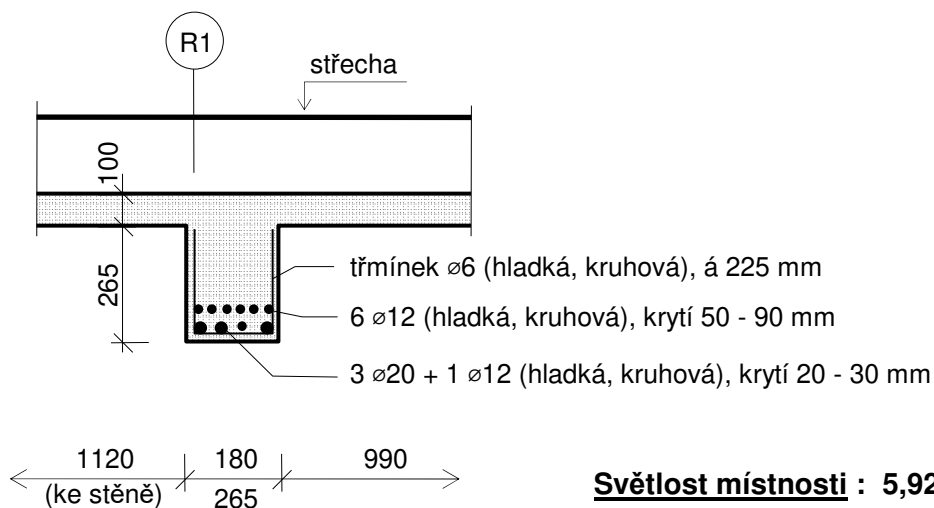 R1
střecha
100
265
třmínek ⌀6 (hladká, kruhová), á 225 mm
6 ⌀12 (hladká, kruhová), krytí 50 - 90 mm
3 ⌀20 + 1 ⌀12 (hladká, kruhová), krytí 20 - 30 mm
1120 180 990
(ke stěně) 265
Světlost místnosti : 5,92